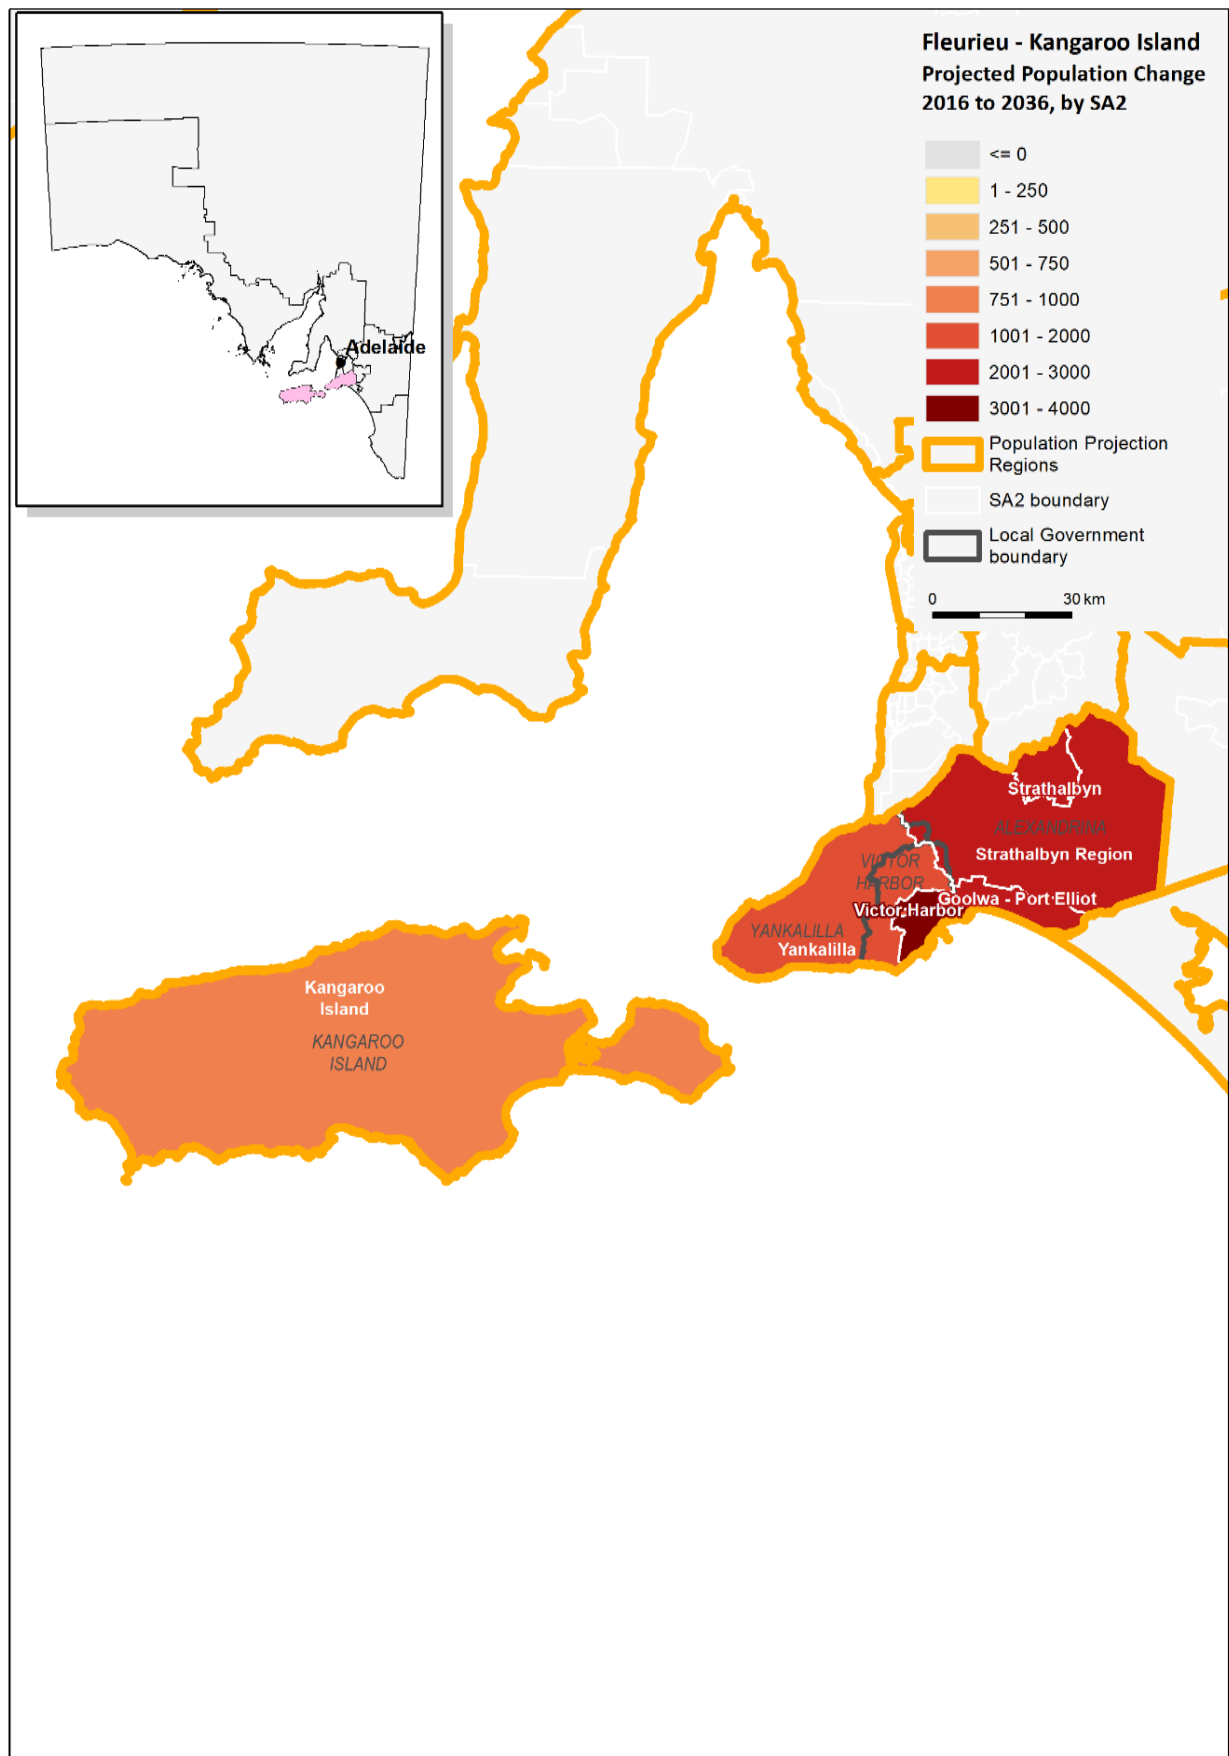 Fleurieu - Kangaroo Island
Projected Population Change
2016 to 2036, by SA2
<= 0
1 - 250
251 - 500
501 - 750
751 - 1000
1001 - 2000
2001 - 3000
3001 - 4000
Population Projection
Regions
SA2 boundary
Local Government
boundary
0 30 km
Adelaide
Strathalbyn
ALEXANDRINA
Strathalbyn Region
VICTOR
HARBOR
Goolwa - Port Elliot
Victor Harbor
YANKALILLA
Yankalilla
Kangaroo
Island
KANGAROO
ISLAND